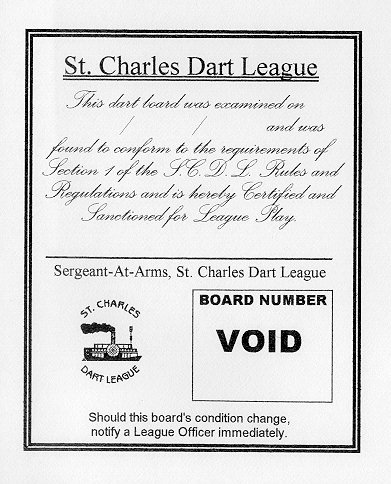 St. Charles Dart League
This dart board was examined on
/ / and was
found to conform to the requirements of
Section 1 of the S.C.D.L. Rules and
Regulations and is hereby Certified and
Sanctioned for League Play.
Sergeant-At-Arms, St. Charles Dart League
ST. CHARLES
DART LEAGUE
BOARD NUMBER
VOID
Should this board's condition change,
notify a League Officer immediately.